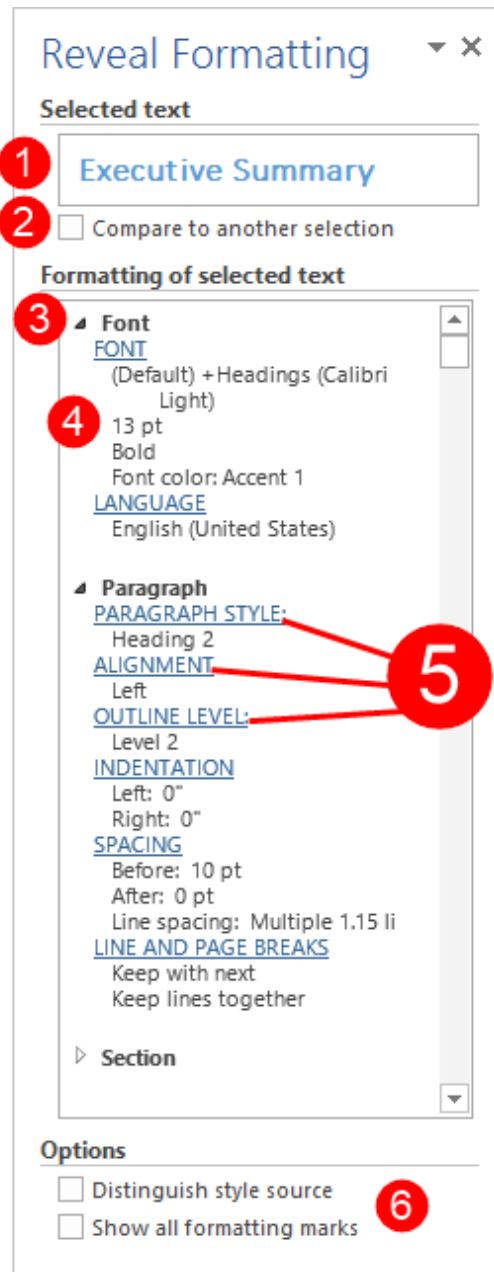 Reveal Formatting
Selected text
1 Executive Summary
2 Compare to another selection
Formatting of selected text
3 Font
FONT
(Default) +Headings (Calibri
Light)
4 13 pt
Bold
Font color: Accent 1
LANGUAGE
English (United States)
Paragraph
PARAGRAPH STYLE:
Heading 2
ALIGNMENT
5
Left
OUTLINE LEVEL:
Level 2
INDENTATION
Left: 0"
Right: 0"
SPACING
Before: 10 pt
After: 0 pt
Line spacing: Multiple 1.15 li
LINE AND PAGE BREAKS
Keep with next
Keep lines together
Section
Options
Distinguish style source
6
Show all formatting marks